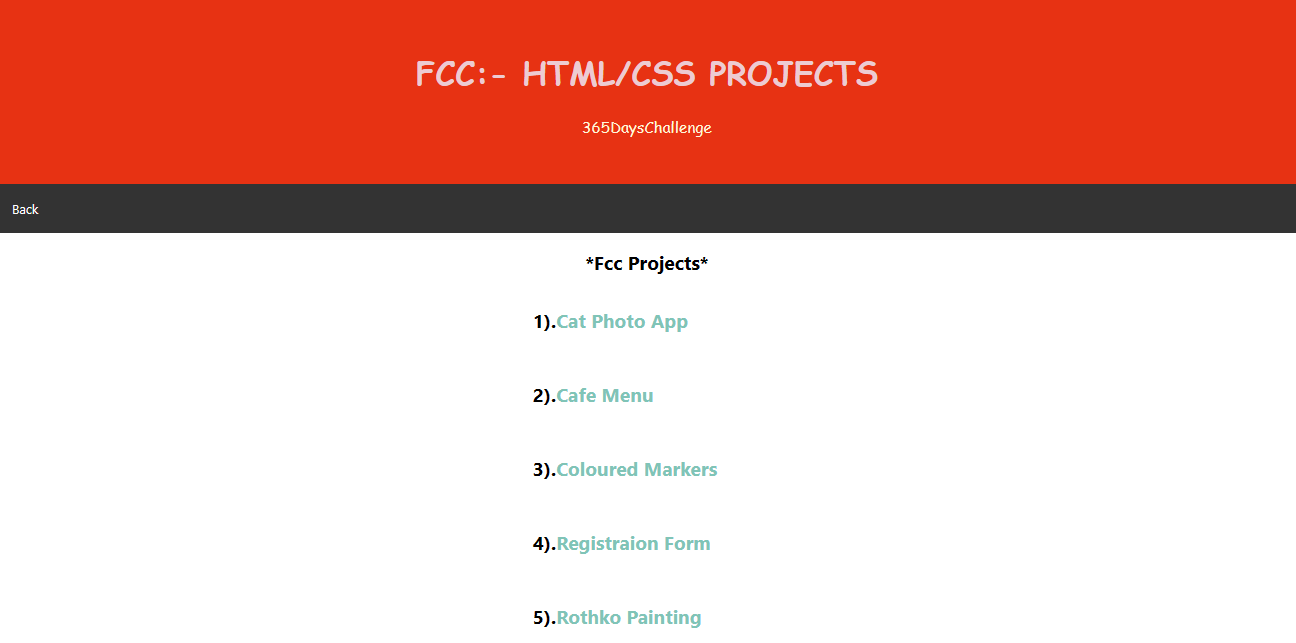 FCC:- HTML/CSS PROJECTS
365DaysChallenge
Back
*Fcc Projects*
1).Cat Photo App
2).Cafe Menu
3).Coloured Markers
4).Registraion Form
5).Rothko Painting